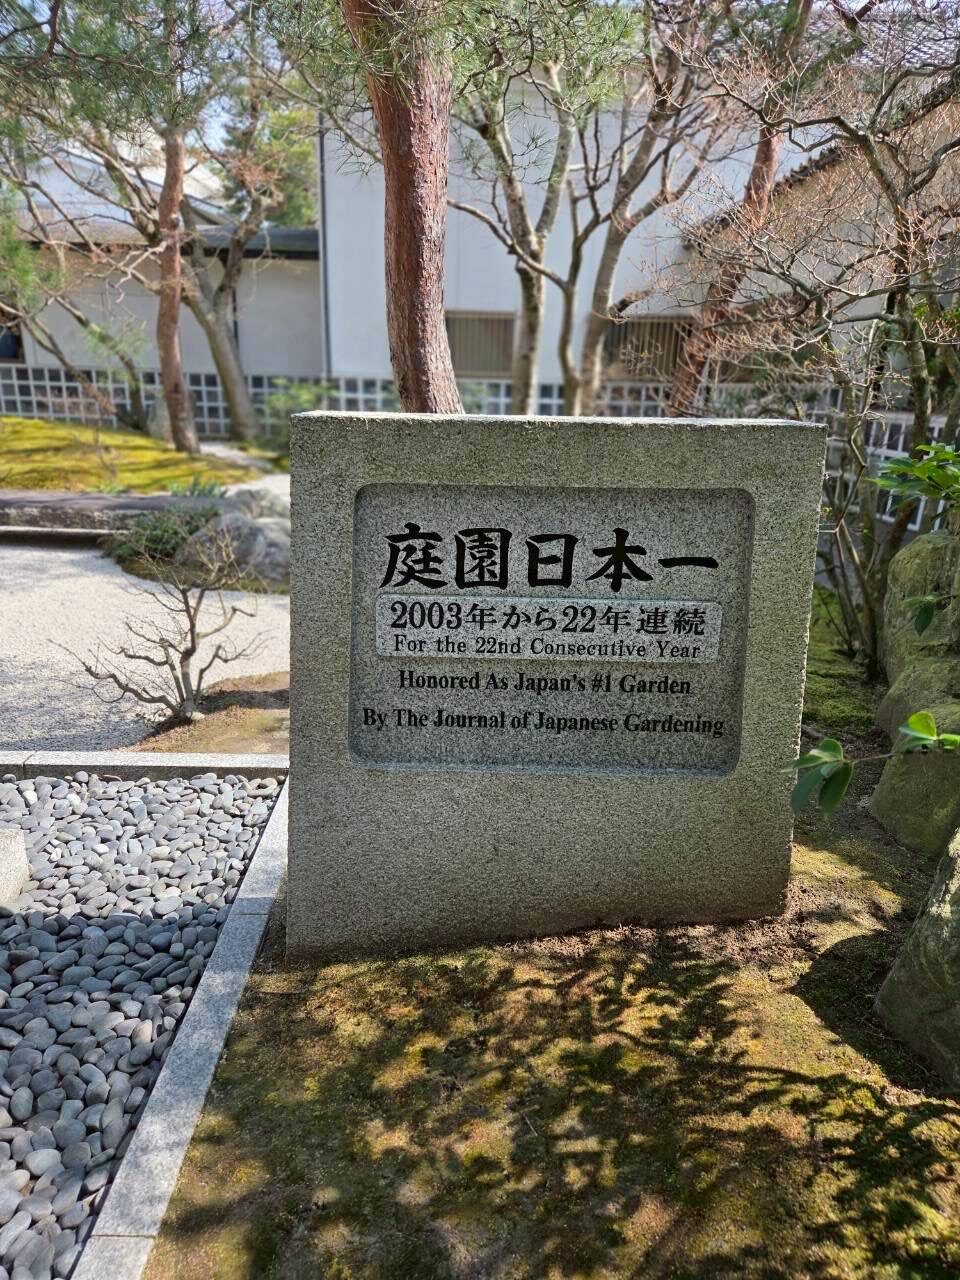 庭園日本一
2003年から22年連続
For the 22nd Consecutive Year
Honored As Japan's #1 Garden
By The Journal of Japanese Gardening